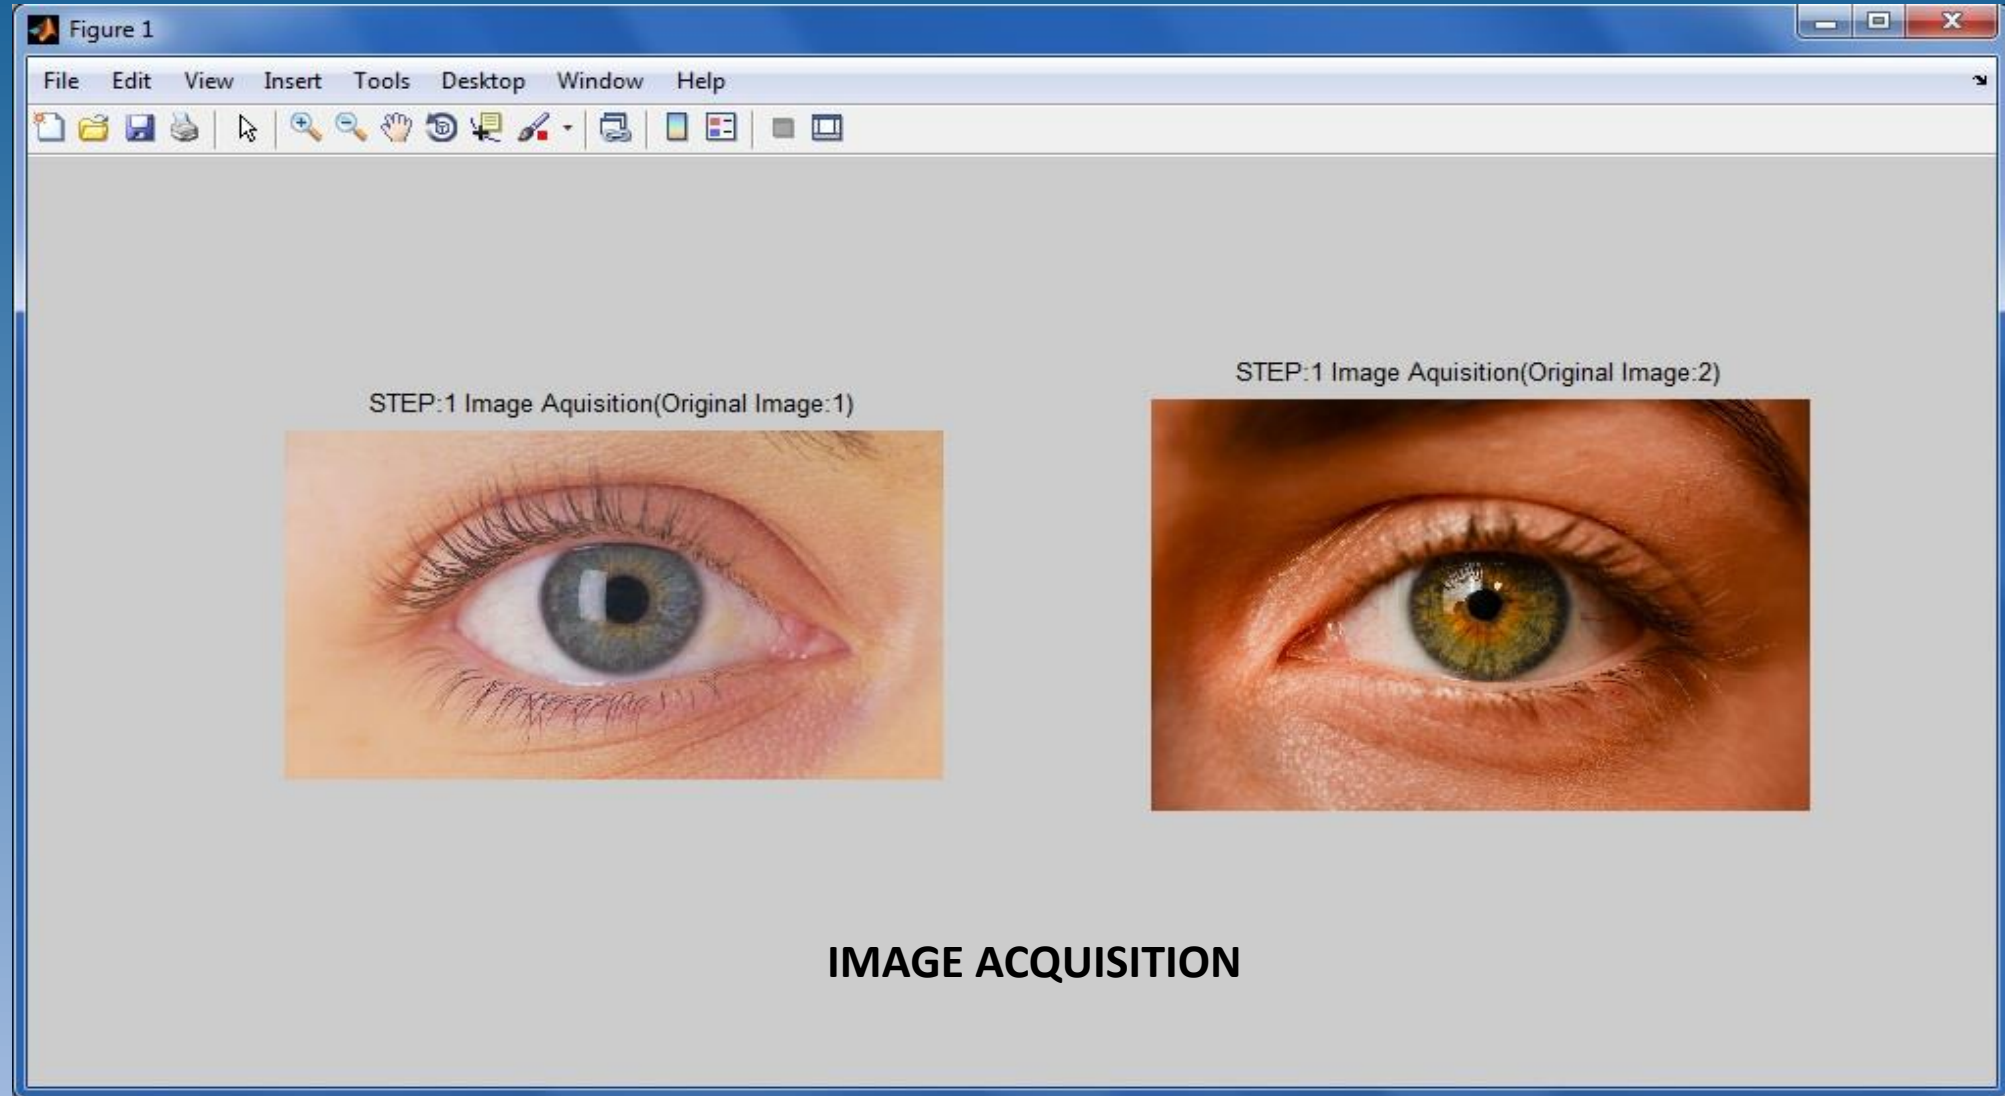 Figure 1
File Edit View Insert Tools Desktop Window Help
STEP:1 Image Aquisition(Original Image:1)
STEP:1 Image Aquisition(Original Image:2)
IMAGE ACQUISITION